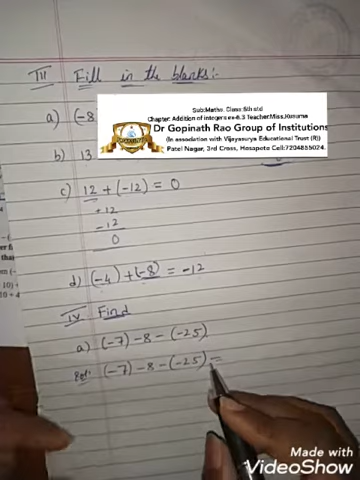 III Fill in the blanks:-
a) (-8
Sub:Maths. Class:6th std
Chapter: Addition of integers ex-6.3 Teacher:Miss.Kusuma
Dr Gopinath Rao Group of Institutions
(In association with Vijayasurya Educational Trust (R))
Patel Nagar, 3rd Cross, Hosapete Cell:7204855024.
b) 13
c) 12 + (-12) = 0
+12
-12
0
d) (-4) + (-8) = -12
IV Find
a) (-7) - 8 - (-25)
Sol: (-7) - 8 - (-25) =
Made with
VideoShow